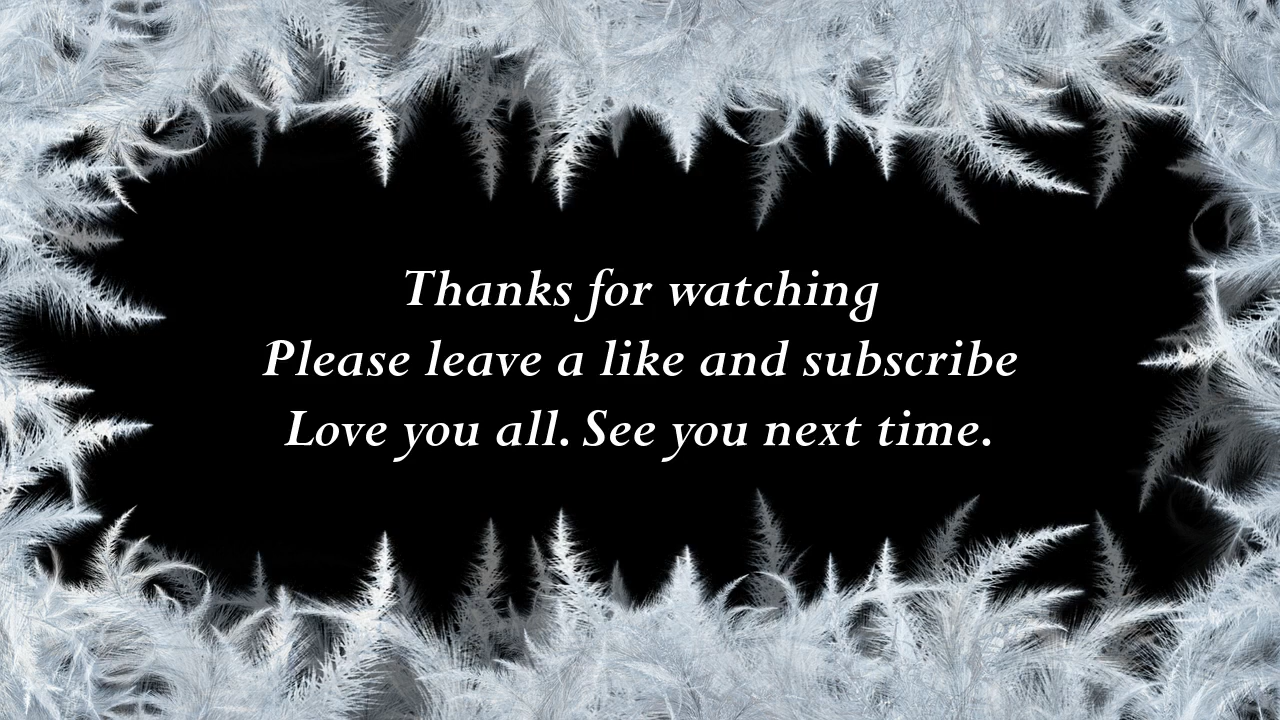 Thanks for watching
Please leave a like and subscribe
Love you all. See you next time.